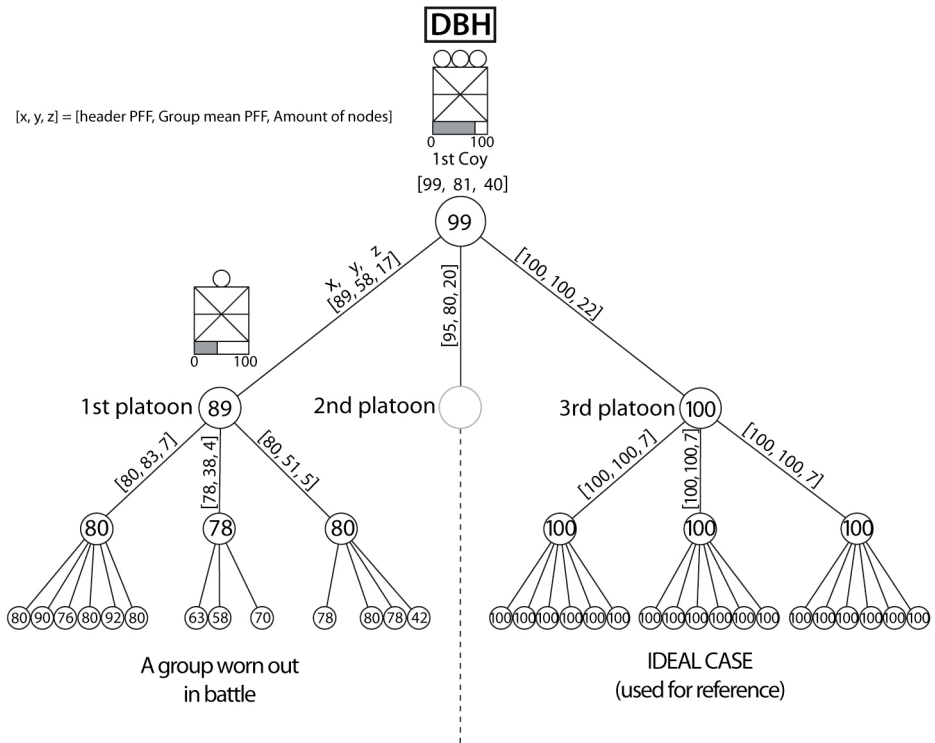 DBH
0 100
1st Coy
[x, y, z] = [header PFF, Group mean PFF, Amount of nodes]
[99, 81, 40]
99
x, y, z
[89, 58, 17]
[95, 80, 20]
[100, 100, 22]
0 100
1st platoon 89
2nd platoon
3rd platoon 100
[80, 83, 7]
[78, 38, 4]
[80, 51, 5]
[100, 100, 7]
[100, 100, 7]
[100, 100, 7]
80 78 80 100 100 100
80 90 76 80 92 80
63 58 70
78 80 78 42
100 100 100 100 100 100
100 100 100 100 100 100
100 100 100 100 100 100
A group worn out
in battle
IDEAL CASE
(used for reference)